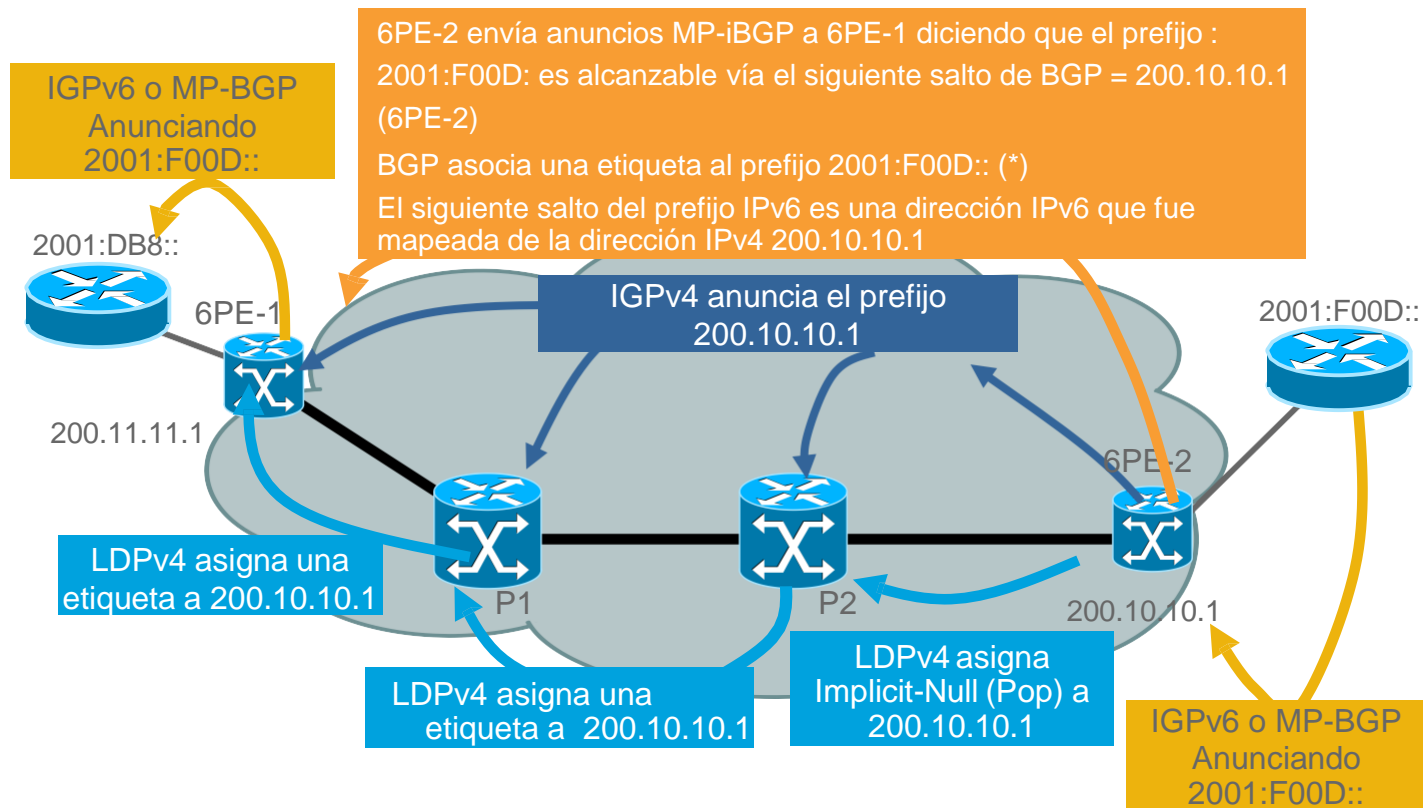 6PE-2 envía anuncios MP-iBGP a 6PE-1 diciendo que el prefijo :
2001:F00D: es alcanzable vía el siguiente salto de BGP = 200.10.10.1
(6PE-2)
BGP asocia una etiqueta al prefijo 2001:F00D:: (*)
El siguiente salto del prefijo IPv6 es una dirección IPv6 que fue
mapeada de la dirección IPv4 200.10.10.1
IGPv6 o MP-BGP
Anunciando
2001:F00D::
2001:DB8::
6PE-1
200.11.11.1
IGPv4 anuncia el prefijo
200.10.10.1
2001:F00D::
6PE-2
200.10.10.1
P1
P2
LDPv4 asigna una
etiqueta a 200.10.10.1
LDPv4 asigna una
etiqueta a 200.10.10.1
LDPv4 asigna
Implicit-Null (Pop) a
200.10.10.1
IGPv6 o MP-BGP
Anunciando
2001:F00D::